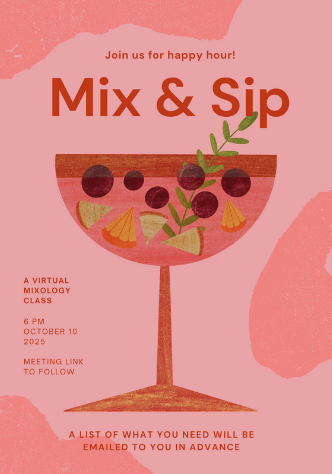 Join us for happy hour!
Mix & Sip
A VIRTUAL
MIXOLOGY
CLASS
6 PM
OCTOBER 10
2025
MEETING LINK
TO FOLLOW
A LIST OF WHAT YOU NEED WILL BE
EMAILED TO YOU IN ADVANCE